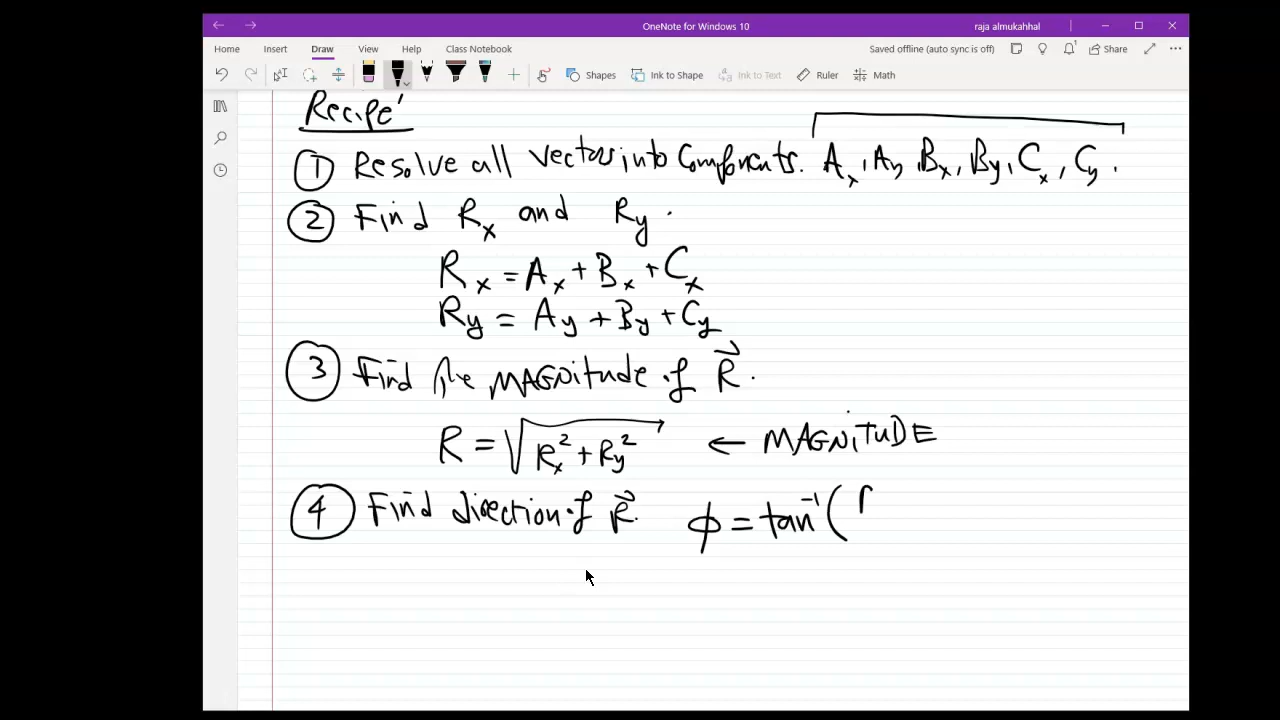 OneNote for Windows 10
raja almukahhal
Home Insert Draw View Help Class Notebook
Saved offline (auto sync is off) Share
Shapes Ink to Shape Ink to Text Ruler Math
Recipe'
① Resolve all vectors into Components. Aₓ, Ay, Bₓ, By, Cₓ, Cy.
② Find Rₓ and Ry.
Rₓ = Aₓ + Bₓ + Cₓ
Ry = Ay + By + Cy
③ Find the MAGNitude of R⃗.
R = √(Rₓ² + Ry²) ← MAGNiTUDE
④ Find direction of R⃗. ϕ = tan⁻¹(